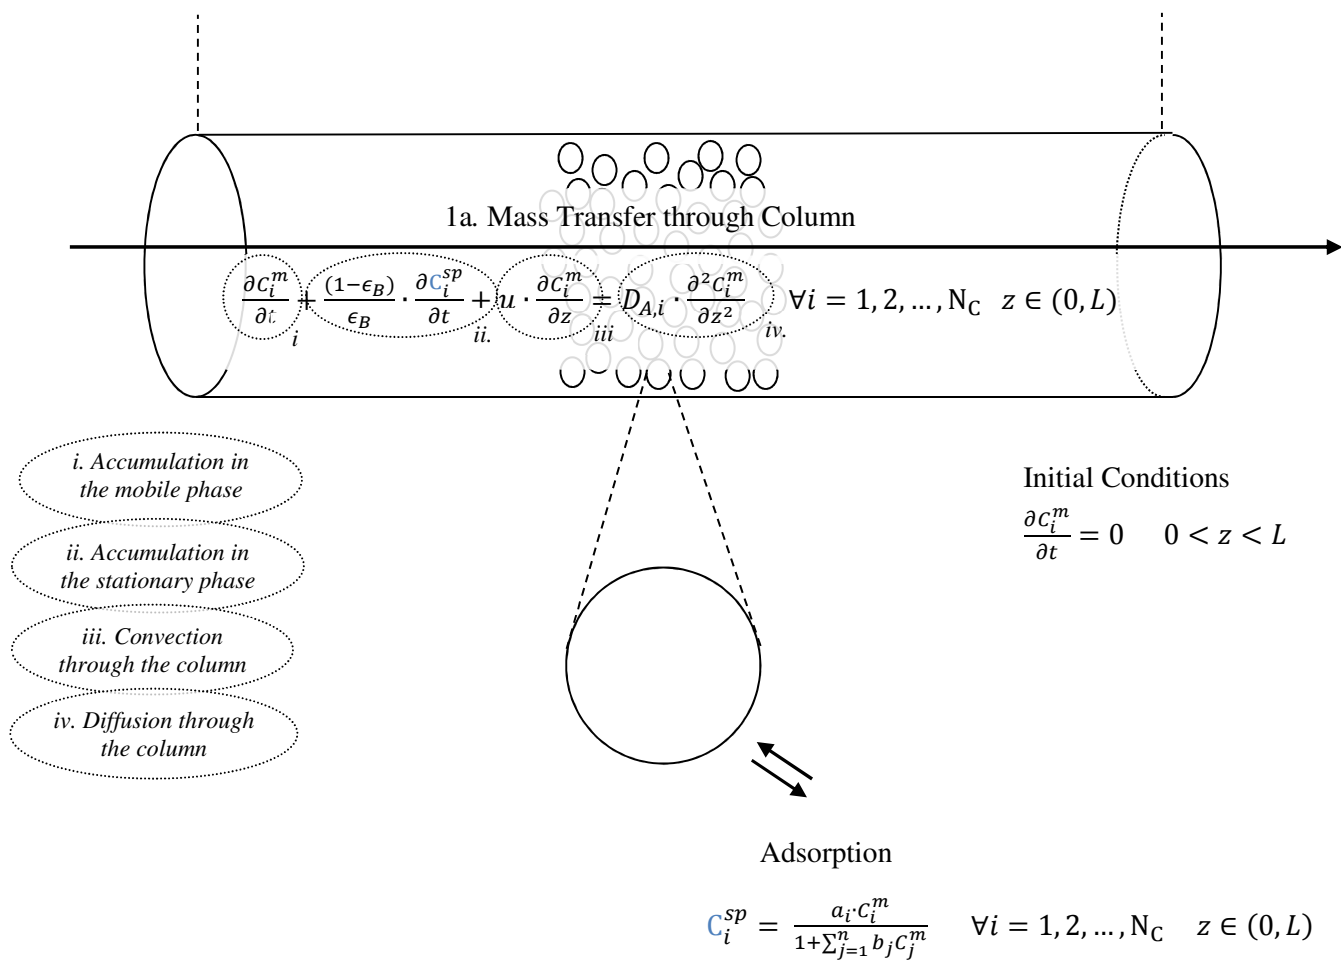 1a. Mass Transfer through Column
∂C_i^m/∂t + (1−ϵ_B)/ϵ_B · ∂C_i^sp/∂t + u · ∂C_i^m/∂z = D_{A,i} · ∂²C_i^m/∂z² ∀i = 1, 2, …, N_C z ∈ (0, L)
i ii. iii iv.
i. Accumulation in
the mobile phase
ii. Accumulation in
the stationary phase
iii. Convection
through the column
iv. Diffusion through
the column
Initial Conditions
∂C_i^m/∂t = 0 0 < z < L
Adsorption
C_i^sp = a_i·C_i^m / 1+∑_{j=1}^n b_j C_j^m ∀i = 1, 2, …, N_C z ∈ (0, L)